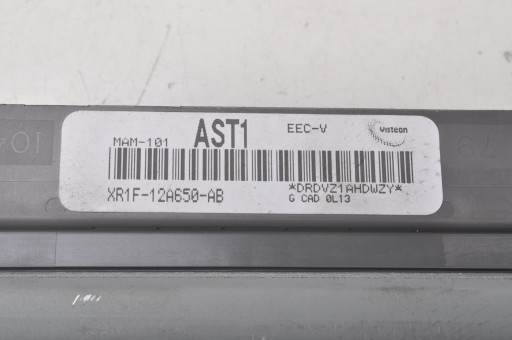 MAM-101 AST1 EEC-V Visteon
XR1F-12A650-AB *DRDVZ1AHDWZY*
G CAD 0L13